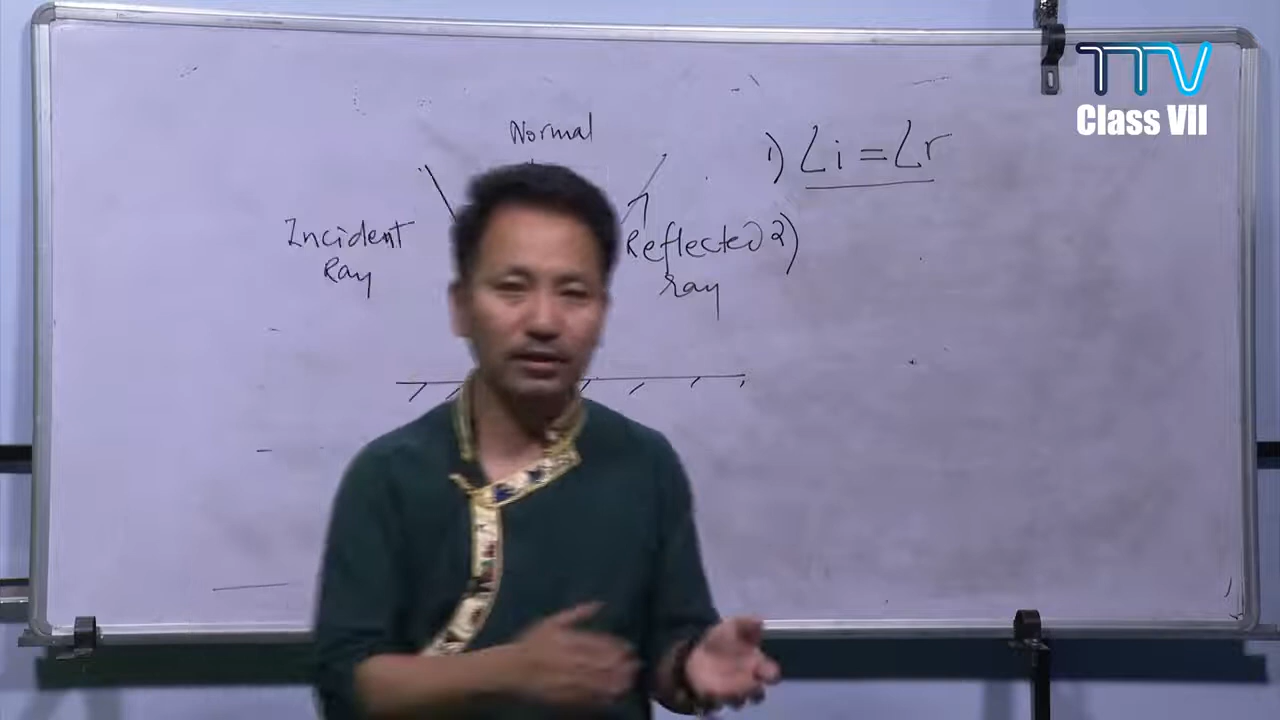 TTV
Class VII
Normal
1) ∠i = ∠r
Incident
Ray
Reflected
ray
2)